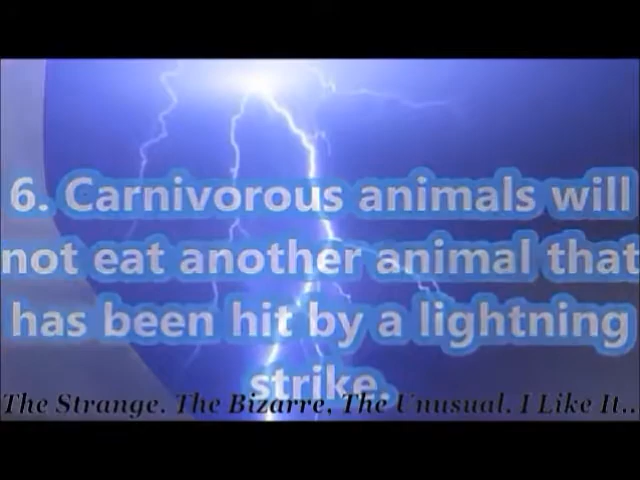 6. Carnivorous animals will
not eat another animal that
has been hit by a lightning
strike.
The Strange. The Bizarre, The Unusual. I Like It..